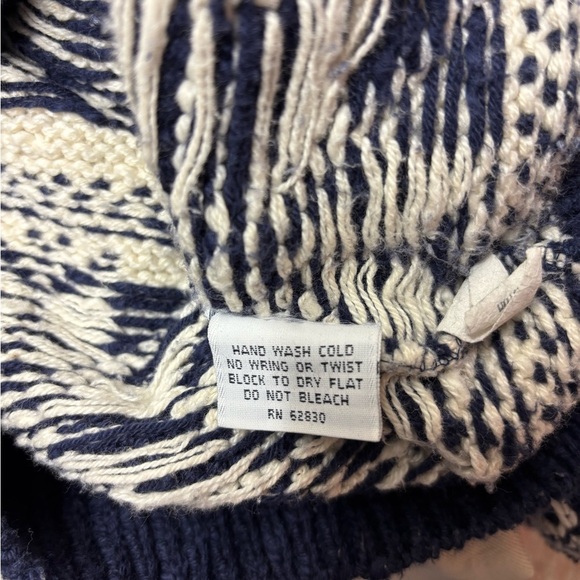 HAND WASH COLD
NO WRING OR TWIST
BLOCK TO DRY FLAT
DO NOT BLEACH
RN 62830